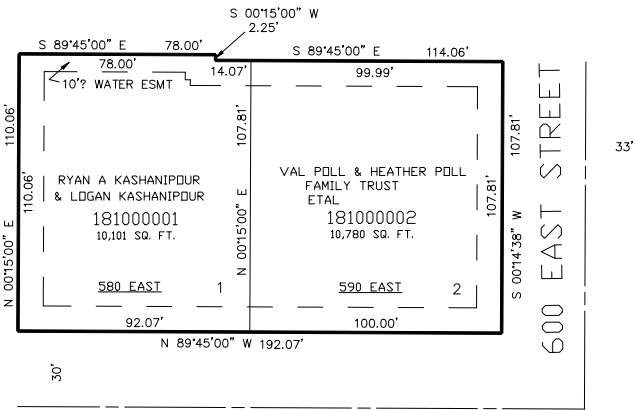 S 00°15'00" W
2.25'
S 89°45'00" E 78.00'
S 89°45'00" E 114.06'
78.00'
14.07'
99.99'
10'? WATER ESMT
110.06'
110.06'
N 00°15'00" E
107.81'
N 00°15'00" E
107.81'
107.81'
S 00°14'38" W
600 EAST STREET
33'
RYAN A KASHANIPOUR
& LOGAN KASHANIPOUR
181000001
10,101 SQ. FT.
580 EAST
1
VAL POLL & HEATHER POLL
FAMILY TRUST
ETAL
181000002
10,780 SQ. FT.
590 EAST
2
92.07'
100.00'
N 89°45'00" W 192.07'
30'